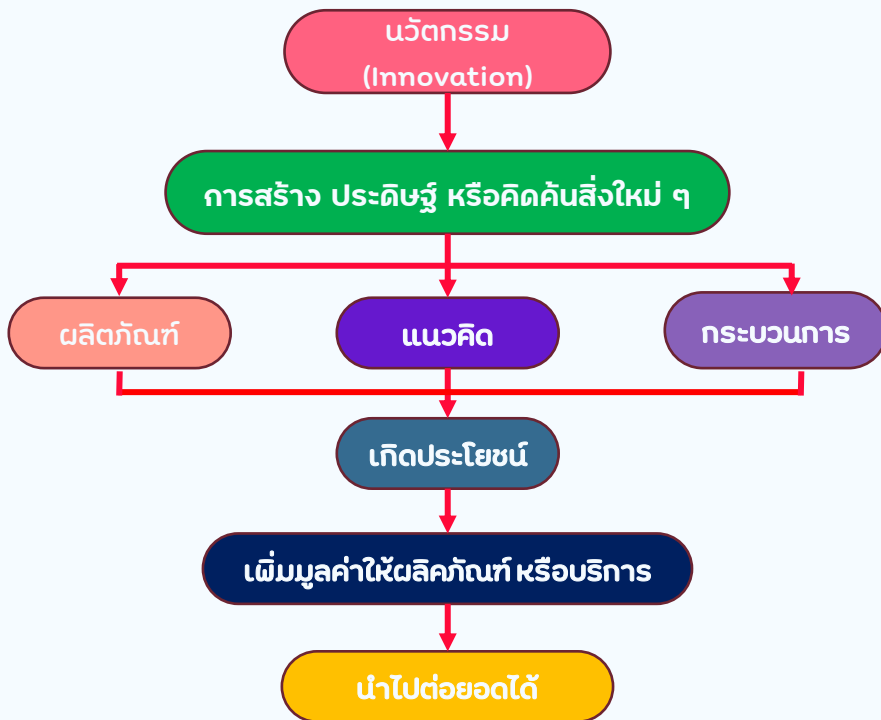 นวัตกรรม
(Innovation)
การสร้าง ประดิษฐ์ หรือคิดค้นสิ่งใหม่ ๆ
ผลิตภัณฑ์
แนวคิด
กระบวนการ
เกิดประโยชน์
เพิ่มมูลค่าให้ผลิคภัณฑ์ หรือบริการ
นำไปต่อยอดได้